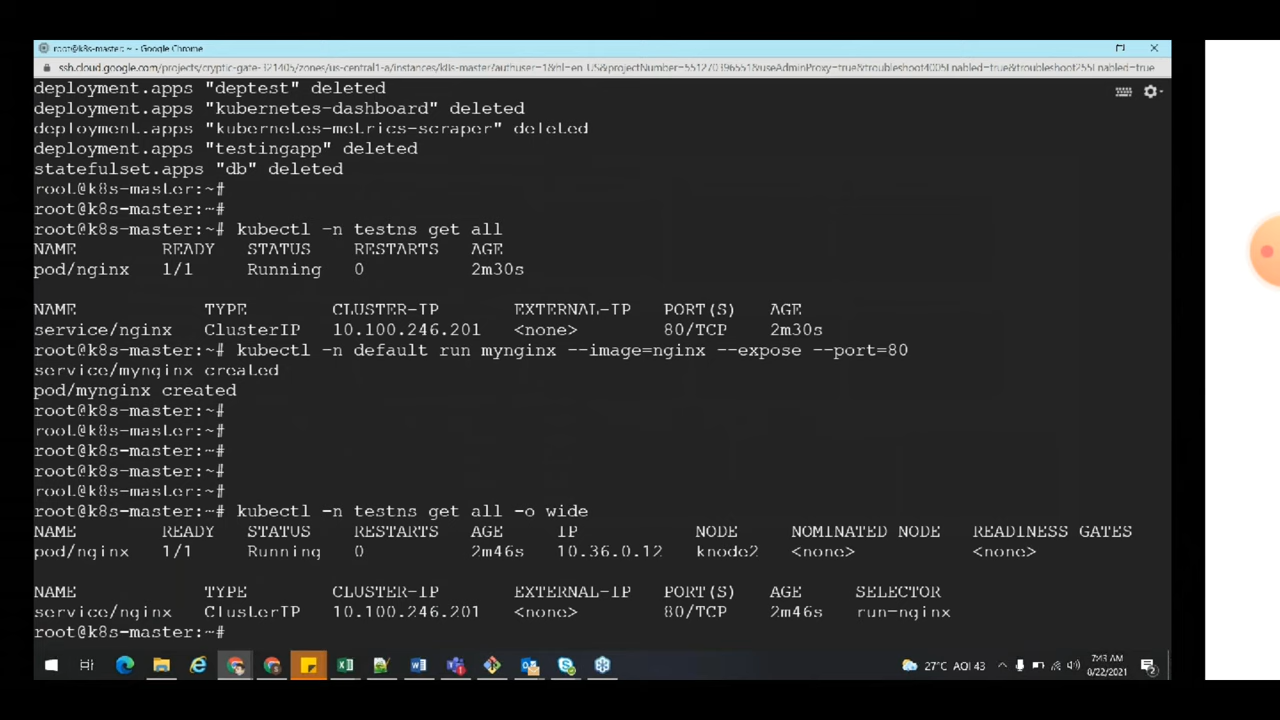 root@k8s-master: ~ - Google Chrome
ssh.cloud.google.com/projects/cryptic-gate-321405/zones/us-central1-a/instances/k8s-master?authuser=1&hl=en_US&projectNumber=551270396551&useAdminProxy=true&troubleshoot4005Enabled=true&troubleshoot255Enabled=true
deployment.apps "deptest" deleted
deployment.apps "kubernetes-dashboard" deleted
deployment.apps "kubernetes-metrics-scraper" deleted
deployment.apps "testingapp" deleted
statefulset.apps "db" deleted
root@k8s-master:~#
root@k8s-master:~#
root@k8s-master:~# kubectl -n testns get all
NAME READY STATUS RESTARTS AGE
pod/nginx 1/1 Running 0 2m30s
NAME TYPE CLUSTER-IP EXTERNAL-IP PORT(S) AGE
service/nginx ClusterIP 10.100.246.201 <none> 80/TCP 2m30s
root@k8s-master:~# kubectl -n default run mynginx --image=nginx --expose --port=80
service/mynginx created
pod/mynginx created
root@k8s-master:~#
root@k8s-master:~#
root@k8s-master:~#
root@k8s-master:~#
root@k8s-master:~#
root@k8s-master:~# kubectl -n testns get all -o wide
NAME READY STATUS RESTARTS AGE IP NODE NOMINATED NODE READINESS GATES
pod/nginx 1/1 Running 0 2m46s 10.36.0.12 knode2 <none> <none>
NAME TYPE CLUSTER-IP EXTERNAL-IP PORT(S) AGE SELECTOR
service/nginx ClusterIP 10.100.246.201 <none> 80/TCP 2m46s run=nginx
root@k8s-master:~#
27°C AQI 43
7:43 AM
8/22/2021